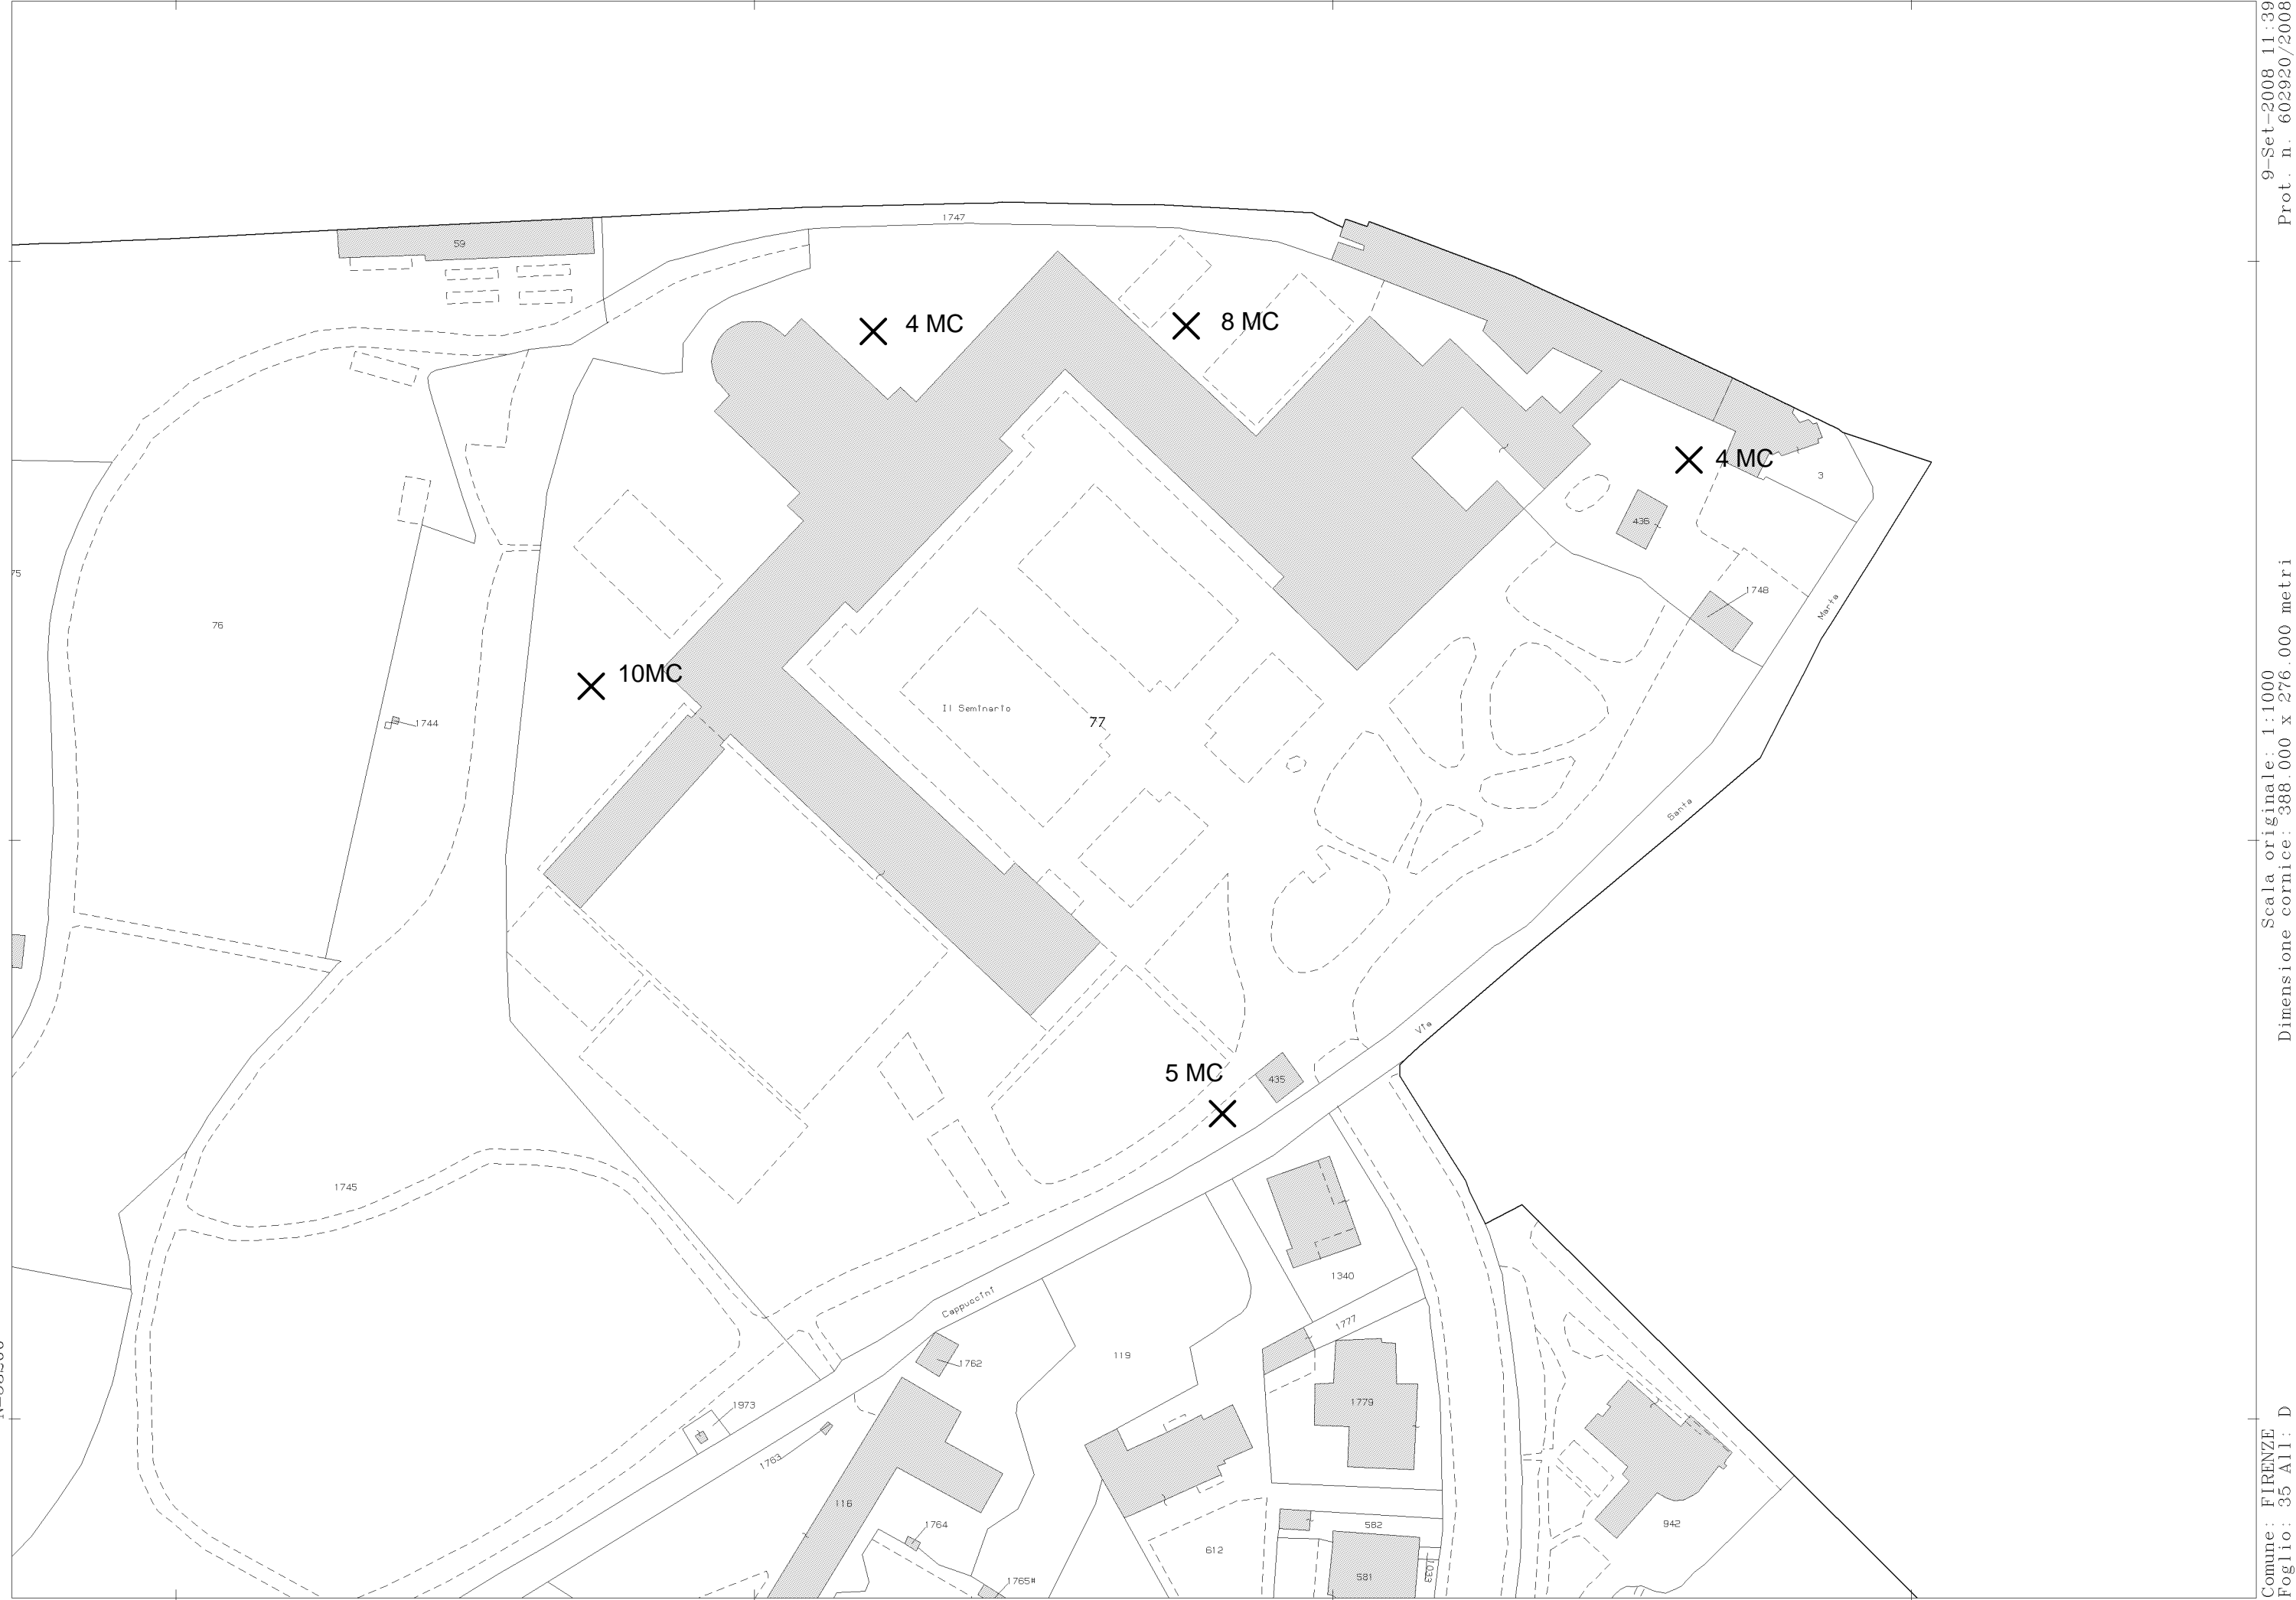 1747
59
4 MC
8 MC
4 MC
3
436
75
1748
Marta
76
10MC
Il Seminario
77
1744
Santa
Via
5 MC
435
1745
1340
Cappuccini
1777
119
1762
1779
1973
1763
116
1764
582
942
612
1033
581
1765#
9-Set-2008 11:39
Prot. n. 602920/2008
Scala originale: 1:1000
Dimensione cornice: 388.000 x 276.000 metri
Comune: FIRENZE
Foglio: 35 All: D